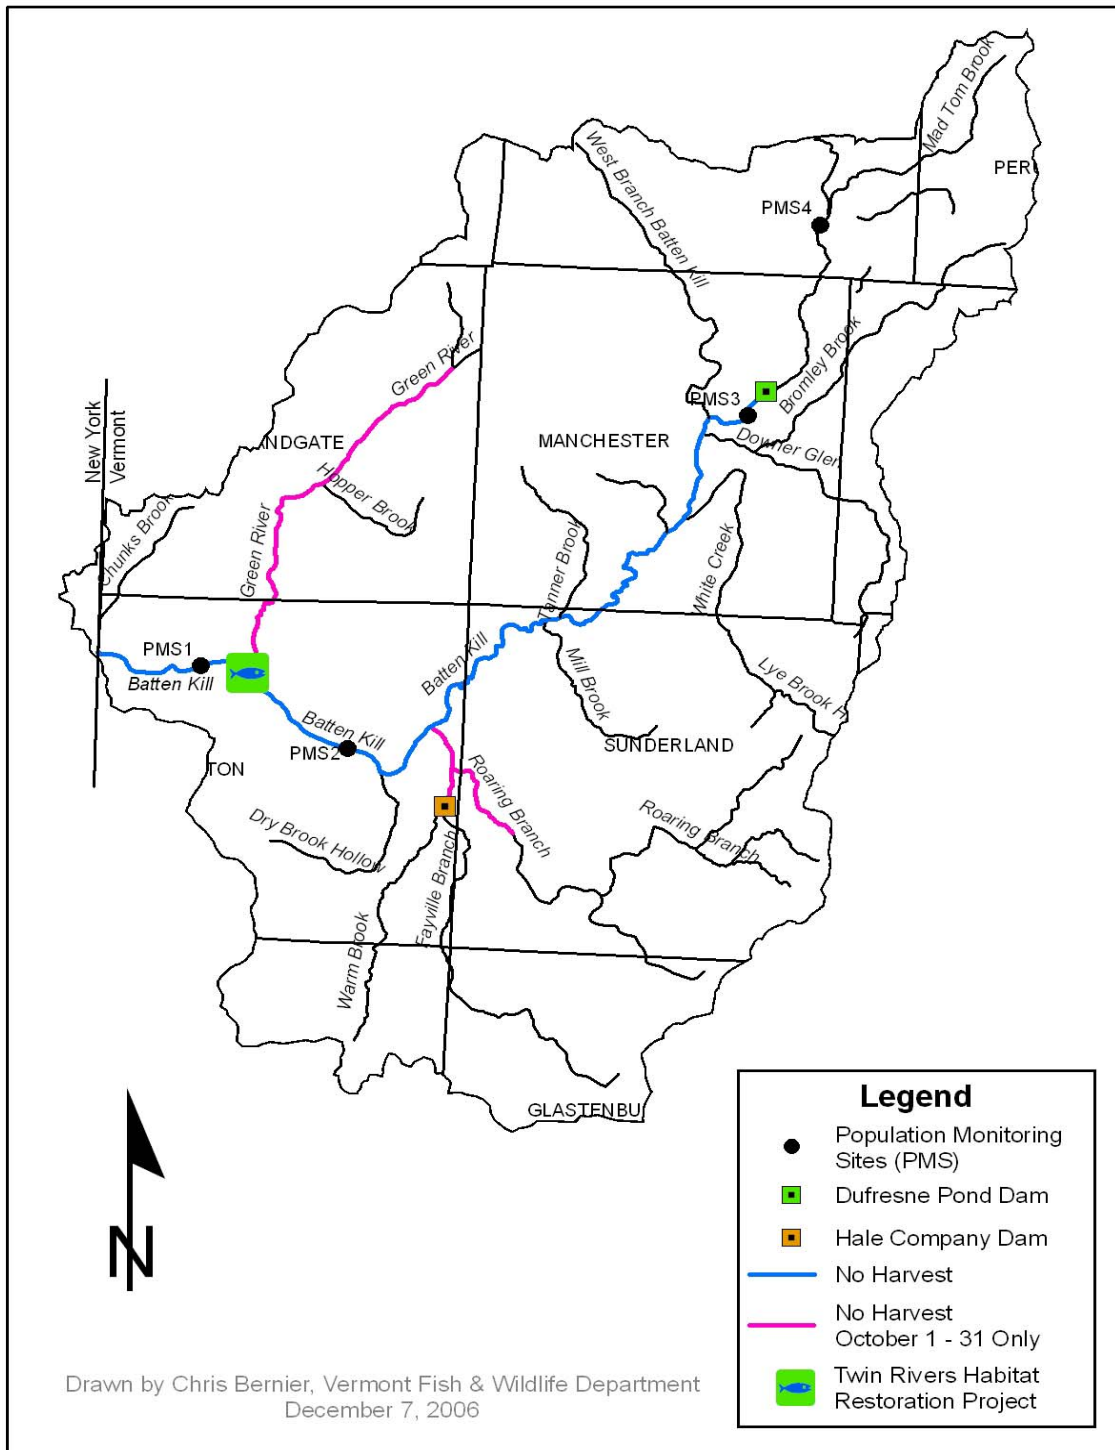 Mad Tom Brook
West Branch Batten Kill
PERU
PMS4
Green River
Bromley Brook
PMS3
New York
Vermont
MANCHESTER
Downer Glen
ANDGATE
Hopper Brook
Chunks Brook
Green River
Tanner Brook
White Creek
PMS1
Batten Kill
Batten Kill
Mill Brook
Lye Brook H
Batten Kill
PMS2
SUNDERLAND
TON
Roaring Branch
Dry Brook Hollow
Roaring Branch
Fayville Branch
Warm Brook
GLASTENBU
N
Legend
Population Monitoring
Sites (PMS)
Dufresne Pond Dam
Hale Company Dam
No Harvest
No Harvest
October 1 - 31 Only
Twin Rivers Habitat
Restoration Project
Drawn by Chris Bernier, Vermont Fish & Wildlife Department
December 7, 2006